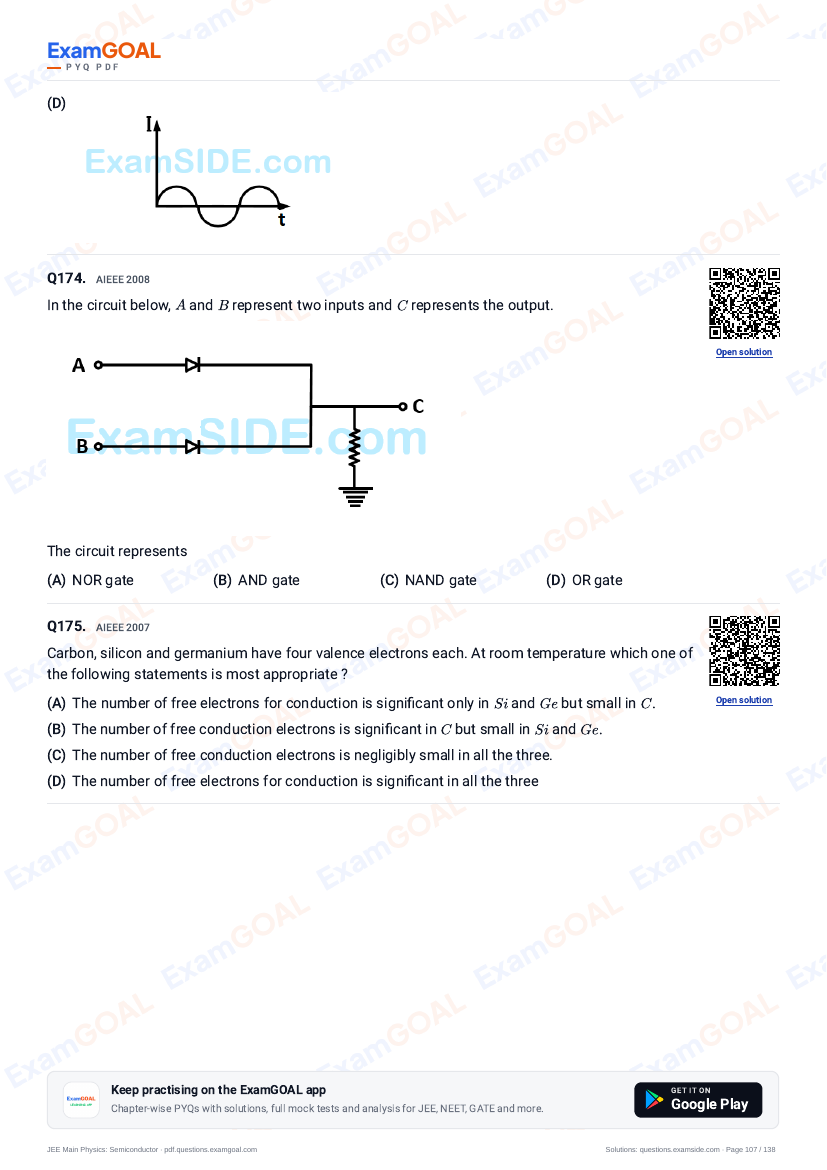 ExamGOAL
PYQ PDF
(D)
I
ExamSIDE.com
t
Q174. AIEEE 2008
In the circuit below, A and B represent two inputs and C represents the output.
Open solution
A
C
ExamSIDE.com
B
The circuit represents
(A) NOR gate (B) AND gate (C) NAND gate (D) OR gate
Q175. AIEEE 2007
Carbon, silicon and germanium have four valence electrons each. At room temperature which one of
the following statements is most appropriate ?
(A) The number of free electrons for conduction is significant only in Si and Ge but small in C.
Open solution
(B) The number of free conduction electrons is significant in C but small in Si and Ge.
(C) The number of free conduction electrons is negligibly small in all the three.
(D) The number of free electrons for conduction is significant in all the three
ExamGOAL
Keep practising on the ExamGOAL app
Chapter-wise PYQs with solutions, full mock tests and analysis for JEE, NEET, GATE and more.
GET IT ON
Google Play
JEE Main Physics: Semiconductor · pdf.questions.examgoal.com
Solutions: questions.examside.com · Page 107 / 138